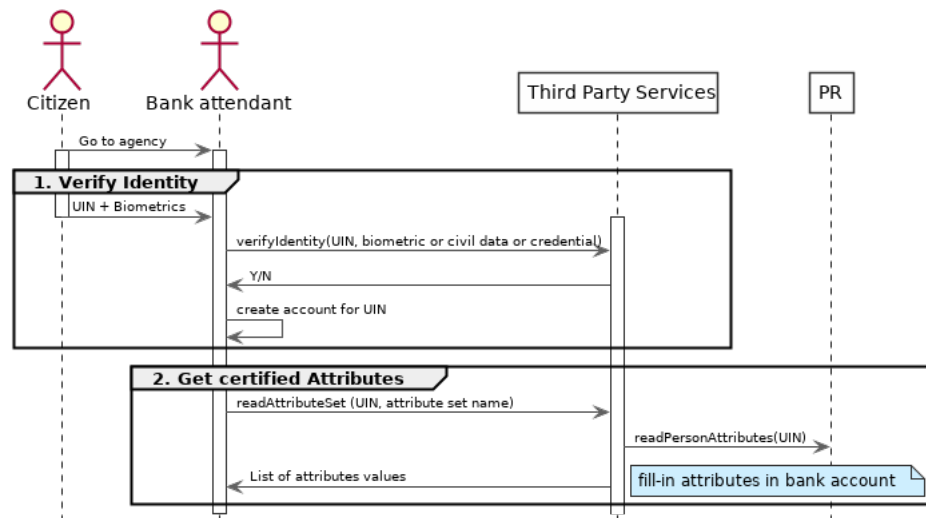 Citizen
Bank attendant
Third Party Services
PR
Go to agency
1. Verify Identity
UIN + Biometrics
verifyIdentity(UIN, biometric or civil data or credential)
Y/N
create account for UIN
2. Get certified Attributes
readAttributeSet (UIN, attribute set name)
readPersonAttributes(UIN)
List of attributes values
fill-in attributes in bank account